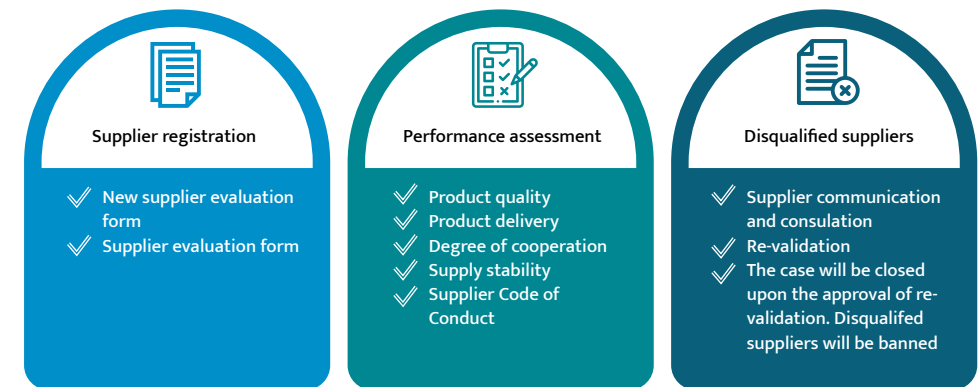 Supplier registration
New supplier evaluation
form
Supplier evaluation form
Performance assessment
Product quality
Product delivery
Degree of cooperation
Supply stability
Supplier Code of
Conduct
Disqualified suppliers
Supplier communication
and consulation
Re-validation
The case will be closed
upon the approval of re-
validation. Disqualifed
suppliers will be banned